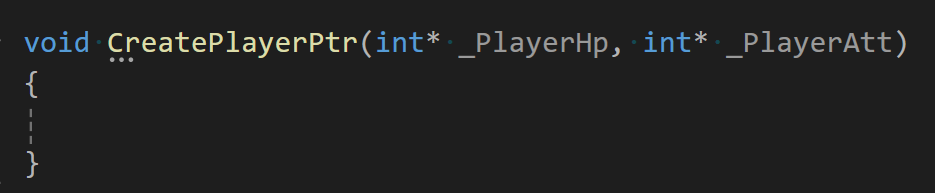 void CreatePlayerPtr(int* _PlayerHp, int* _PlayerAtt)
{
}